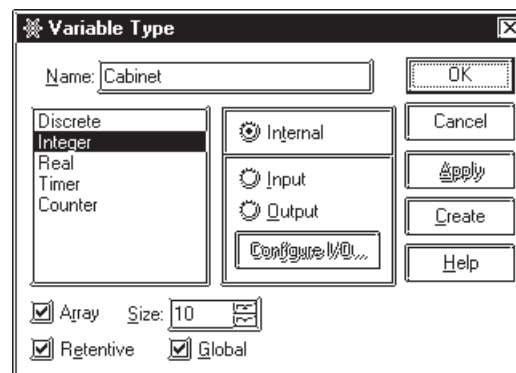 Variable Type
Name: Cabinet
OK
Discrete
Integer
Real
Timer
Counter
Internal
Input
Output
Configure I/O...
Cancel
Apply
Create
Help
Array Size: 10
Retentive Global